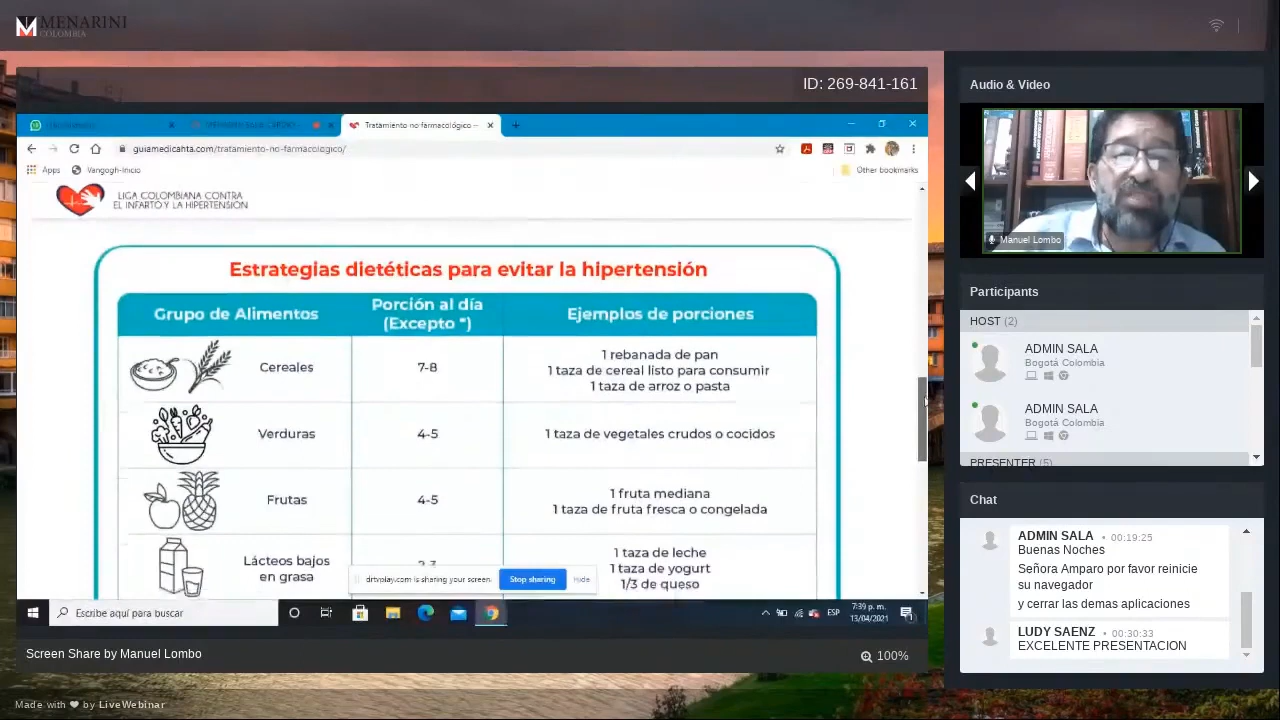 MENARINI
COLOMBIA
ID: 269-841-161
Tratamiento no farmacológico –
guiamedicahta.com/tratamiento-no-farmacologico/
Apps
Vangogh-Inicio
Other bookmarks
LIGA COLOMBIANA CONTRA
EL INFARTO Y LA HIPERTENSIÓN
Estrategias dietéticas para evitar la hipertensión
Grupo de Alimentos
Porción al día
(Excepto *)
Ejemplos de porciones
Cereales
7-8
1 rebanada de pan
1 taza de cereal listo para consumir
1 taza de arroz o pasta
Verduras
4-5
1 taza de vegetales crudos o cocidos
Frutas
4-5
1 fruta mediana
1 taza de fruta fresca o congelada
Lácteos bajos
en grasa
1 taza de leche
1 taza de yogurt
1/3 de queso
drtvplay.com is sharing your screen.
Stop sharing
Hide
Escribe aquí para buscar
ESP
7:39 p. m.
13/04/2021
Screen Share by Manuel Lombo
100%
Made with ❤ by LiveWebinar
Audio & Video
Manuel Lombo
Participants
HOST (2)
ADMIN SALA
Bogotá Colombia
ADMIN SALA
Bogotá Colombia
PRESENTER (5)
Chat
ADMIN SALA • 00:19:25
Buenas Noches
Señora Amparo por favor reinicie
su navegador
y cerrar las demas aplicaciones
LUDY SAENZ • 00:30:33
EXCELENTE PRESENTACION